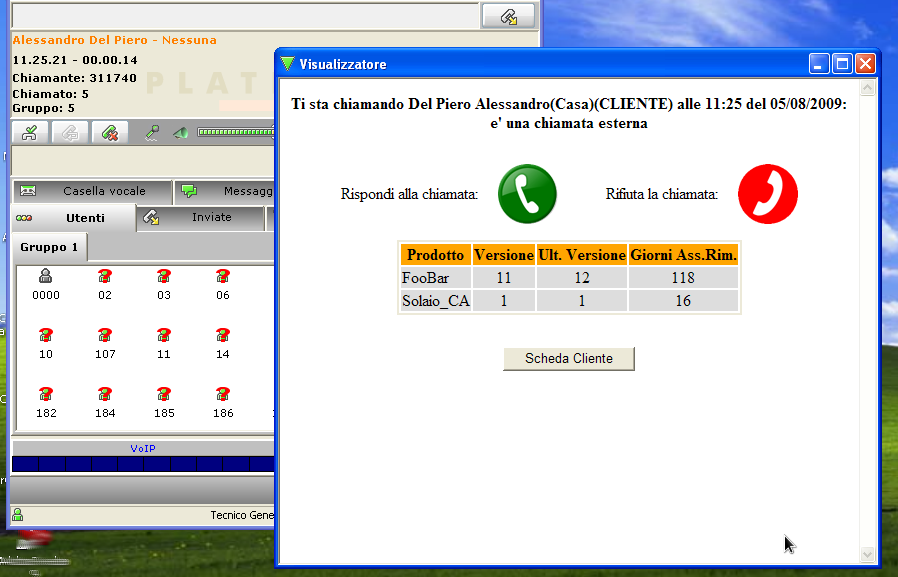 Alessandro Del Piero - Nessuna
11.25.21 - 00.00.14
Chiamante: 311740
Chiamato: 5
Gruppo: 5
PLAT
Casella vocale
Messagg
Utenti
Inviate
Gruppo 1
0000 02 03 06
10 107 11 14
182 184 185 186
VoIP
Tecnico Gene
Visualizzatore
Ti sta chiamando Del Piero Alessandro(Casa)(CLIENTE) alle 11:25 del 05/08/2009:
e' una chiamata esterna
Rispondi alla chiamata:
Rifiuta la chiamata:
Prodotto Versione Ult. Versione Giorni Ass.Rim.
FooBar 11 12 118
Solaio_CA 1 1 16
Scheda Cliente